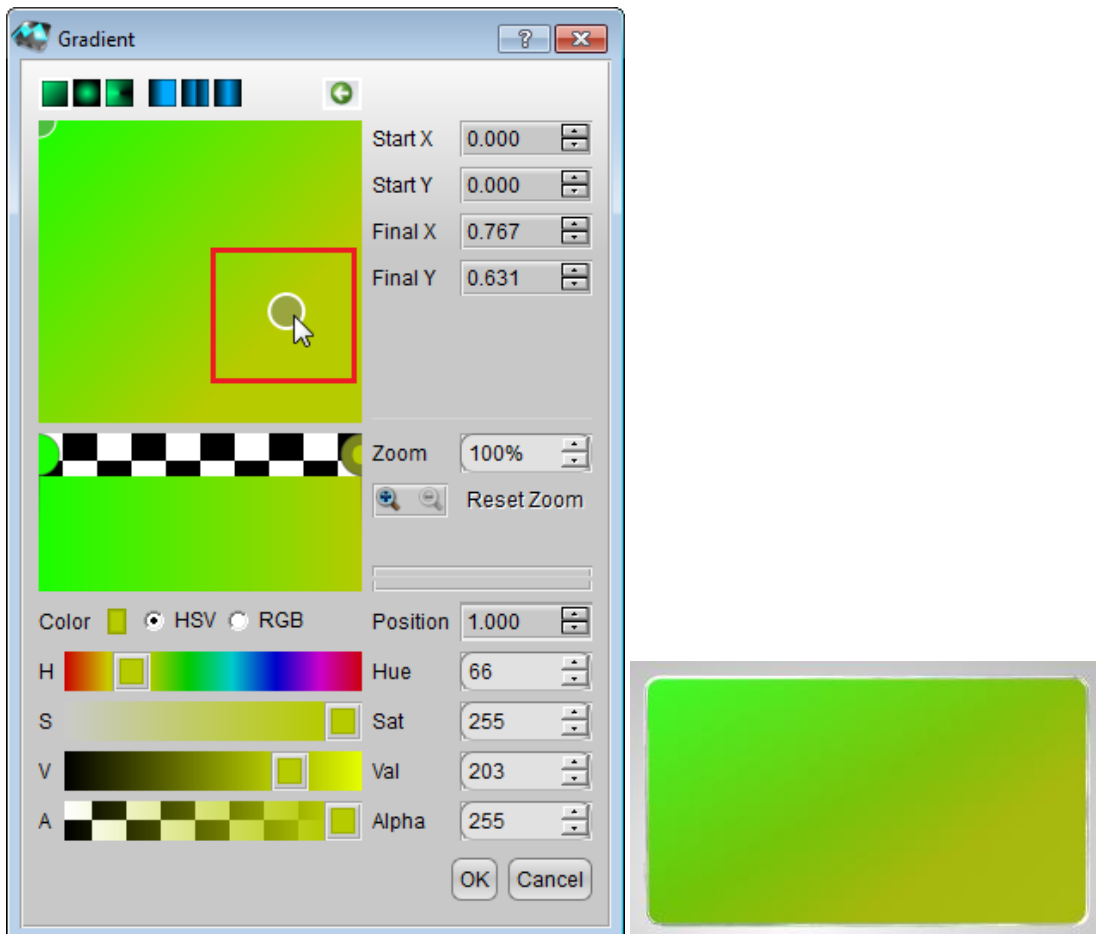 Gradient
Start X 0.000
Start Y 0.000
Final X 0.767
Final Y 0.631
Zoom 100%
Reset Zoom
Color HSV RGB Position 1.000
H Hue 66
S Sat 255
V Val 203
A Alpha 255
OK Cancel